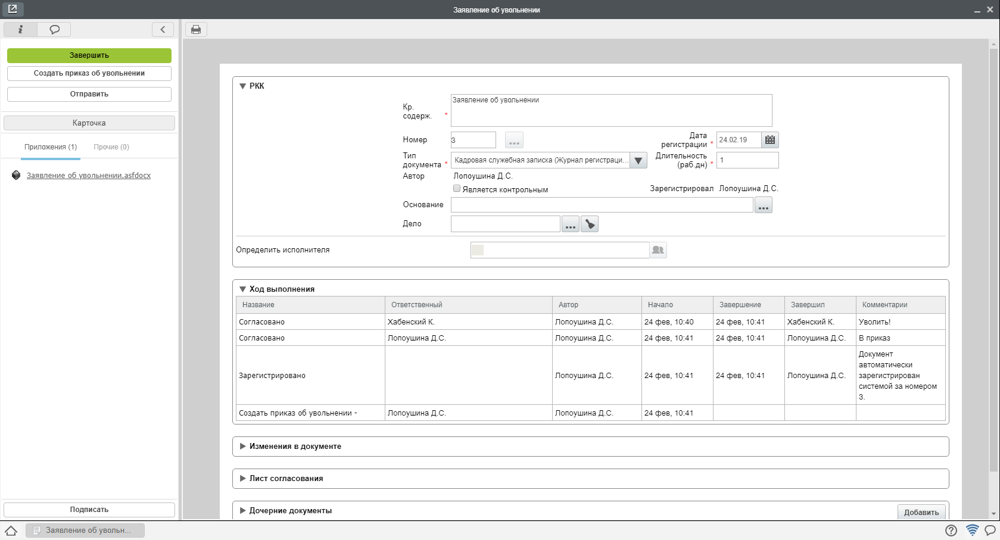 Заявление об увольнении
Завершить
Создать приказ об увольнении
Отправить
Карточка
Приложения (1)
Прочие (0)
Заявление об увольнении.asfdocx
Подписать
РКК
Кр.
содерж. *
Заявление об увольнении
Номер
3
...
Дата
регистрации *
24.02.19
Тип
документа *
Кадровая служебная записка (Журнал регистраци...
Длительность
(раб.дн) *
1
Автор
Лопоушина Д.С.
Является контрольным
Зарегистрировал
Лопоушина Д.С.
Основание
...
Дело
...
Определить исполнителя
Ход выполнения
Название Ответственный Автор Начало Завершение Завершил Комментарии
Согласовано Хабенский К. Лопоушина Д.С. 24 фев, 10:40 24 фев, 10:41 Хабенский К. Уволить!
Согласовано Лопоушина Д.С. Лопоушина Д.С. 24 фев, 10:41 24 фев, 10:41 Лопоушина Д.С. В приказ
Зарегистрировано Лопоушина Д.С. 24 фев, 10:41 24 фев, 10:41 Лопоушина Д.С. Документ
автоматически
зарегистрирован
системой за номером
3.
Создать приказ об увольнении - Лопоушина Д.С. Лопоушина Д.С. 24 фев, 10:41
Изменения в документе
Лист согласования
Дочерние документы
Добавить
Заявление об увольн...